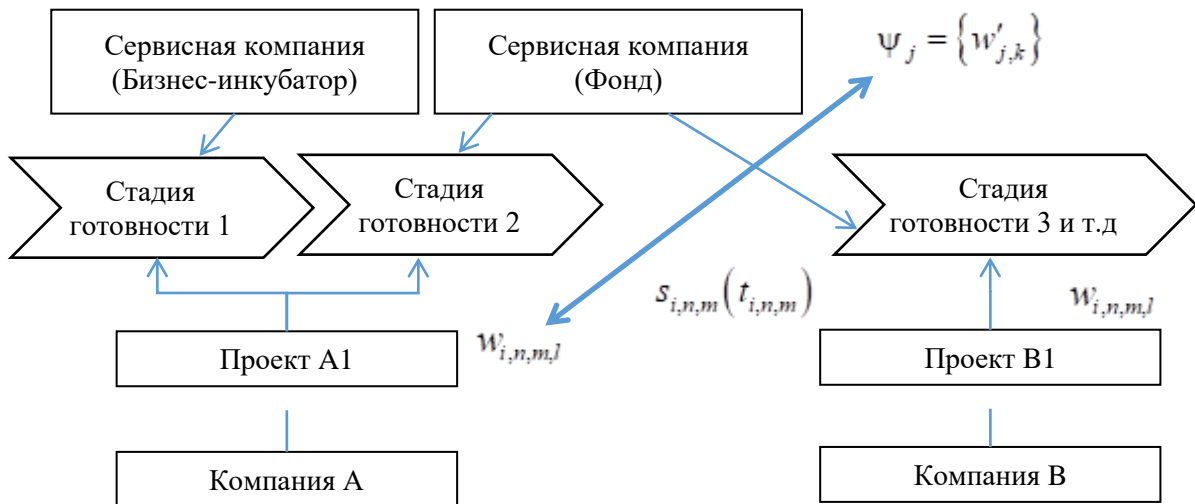 Сервисная компания
(Бизнес-инкубатор)
Сервисная компания
(Фонд)
Ψ_j = {w′_{j,k}}
Стадия
готовности 1
Стадия
готовности 2
Стадия
готовности 3 и т.д
s_{i,n,m}(t_{i,n,m})
w_{i,n,m,l}
w_{i,n,m,l}
Проект А1
Проект В1
Компания А
Компания В